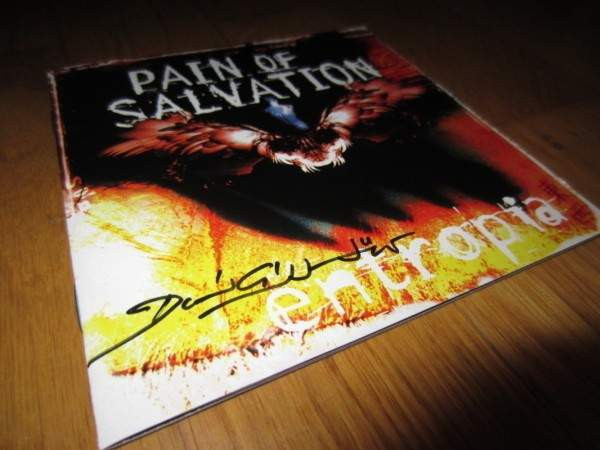 PAIN OF
SALVATION
entropia